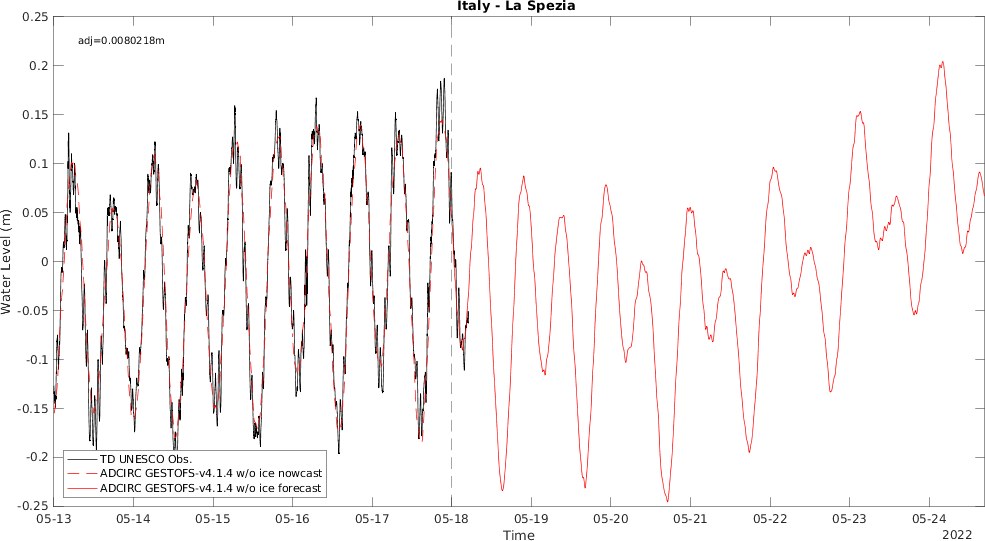 Italy - La Spezia
adj=0.0080218m
0.25
0.2
0.15
0.1
0.05
0
-0.05
-0.1
-0.15
-0.2
-0.25
Water Level (m)
TD UNESCO Obs.
ADCIRC GESTOFS-v4.1.4 w/o ice nowcast
ADCIRC GESTOFS-v4.1.4 w/o ice forecast
05-13 05-14 05-15 05-16 05-17 05-18 05-19 05-20 05-21 05-22 05-23 05-24
Time
2022